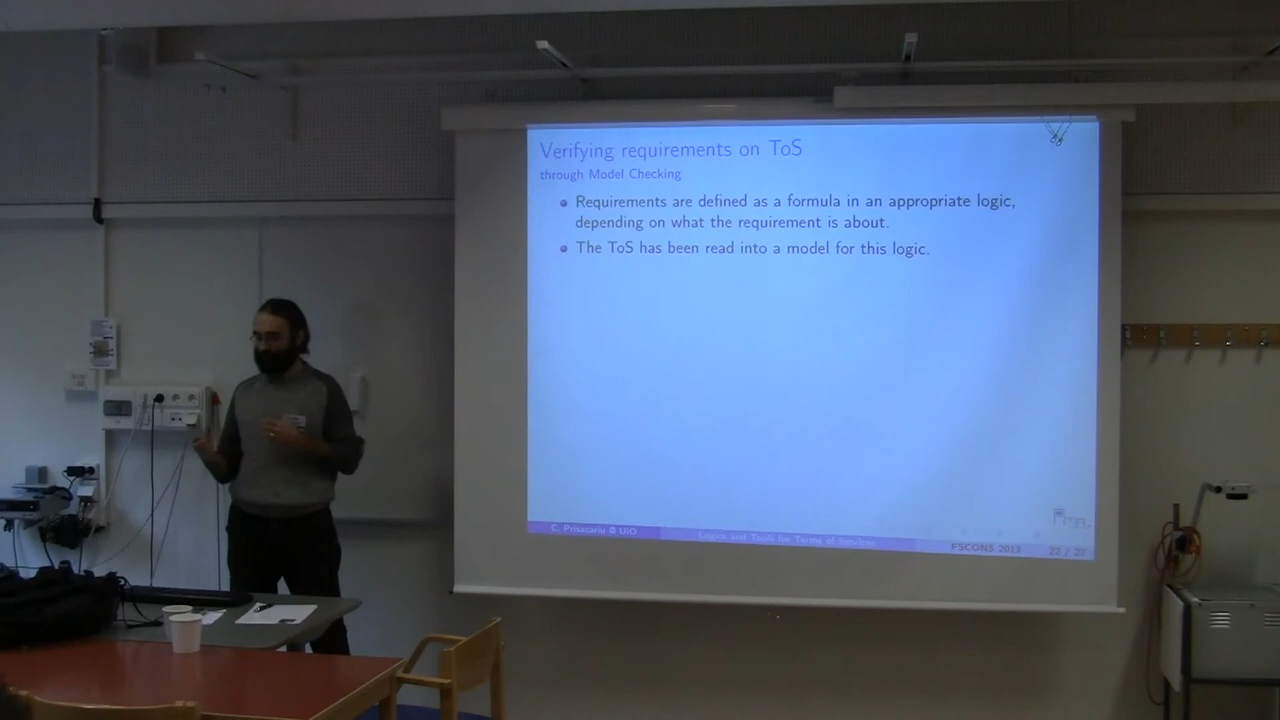 Verifying requirements on ToS
through Model Checking
Requirements are defined as a formula in an appropriate logic,
depending on what the requirement is about.
The ToS has been read into a model for this logic.
C. Prisacariu @ UIO
Logics and Tools for Terms of Services
FSCONS 2013
22 / 27